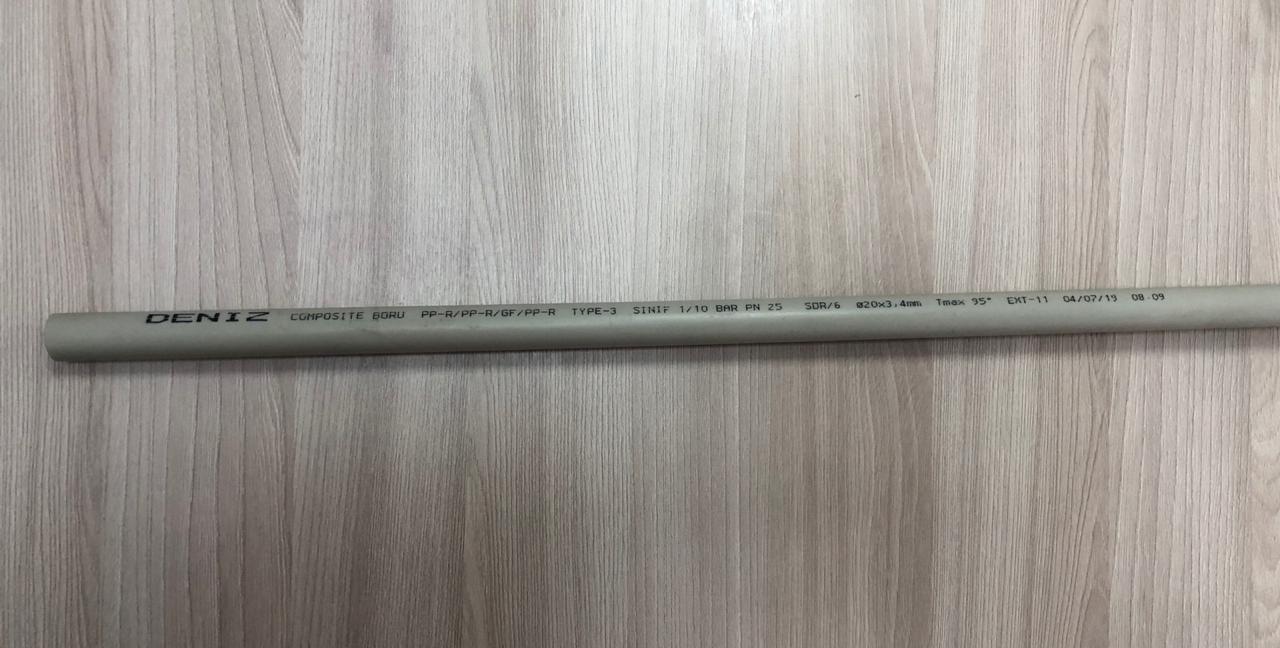 DENIZ COMPOSITE BORU PP-R/PP-R/GF/PP-R TYPE-3 SINIF 1/10 BAR PN 25 SDR/6 ø20x3,4mm Tmax 95° EXT-11 04/07/19 08:09